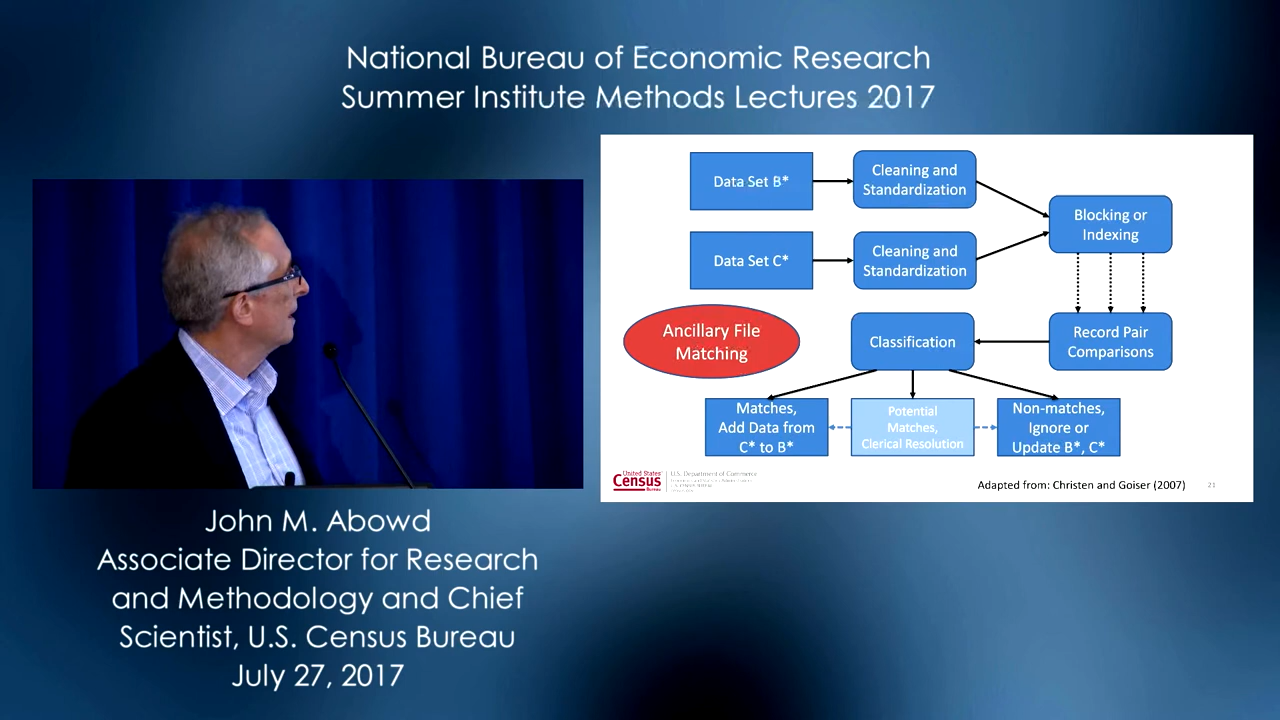 National Bureau of Economic Research
Summer Institute Methods Lectures 2017
Data Set B*
Cleaning and
Standardization
Blocking or
Indexing
Data Set C*
Cleaning and
Standardization
Ancillary File
Matching
Classification
Record Pair
Comparisons
Matches,
Add Data from
C* to B*
Potential
Matches,
Clerical Resolution
Non-matches,
Ignore or
Update B*, C*
United States
Census
Bureau
U.S. Department of Commerce
Adapted from: Christen and Goiser (2007)
21
John M. Abowd
Associate Director for Research
and Methodology and Chief
Scientist, U.S. Census Bureau
July 27, 2017